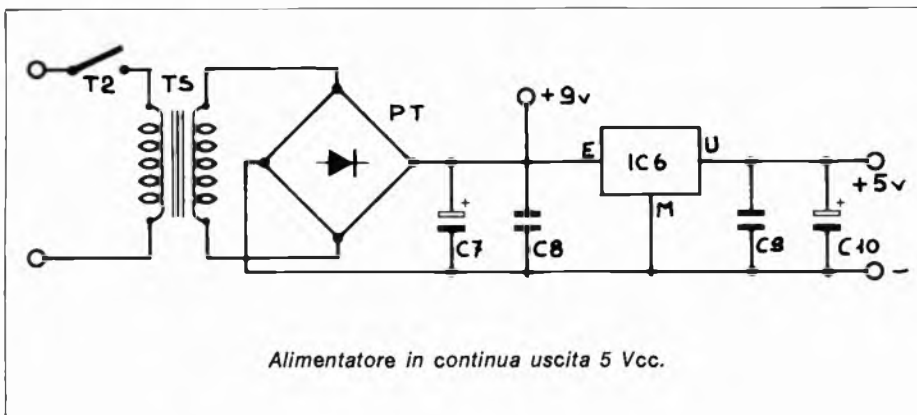 T2 TS
PT
+9v
E IC6 U
M
+5v
+
C7
C8
C9
+
C10
-
Alimentatore in continua uscita 5 Vcc.